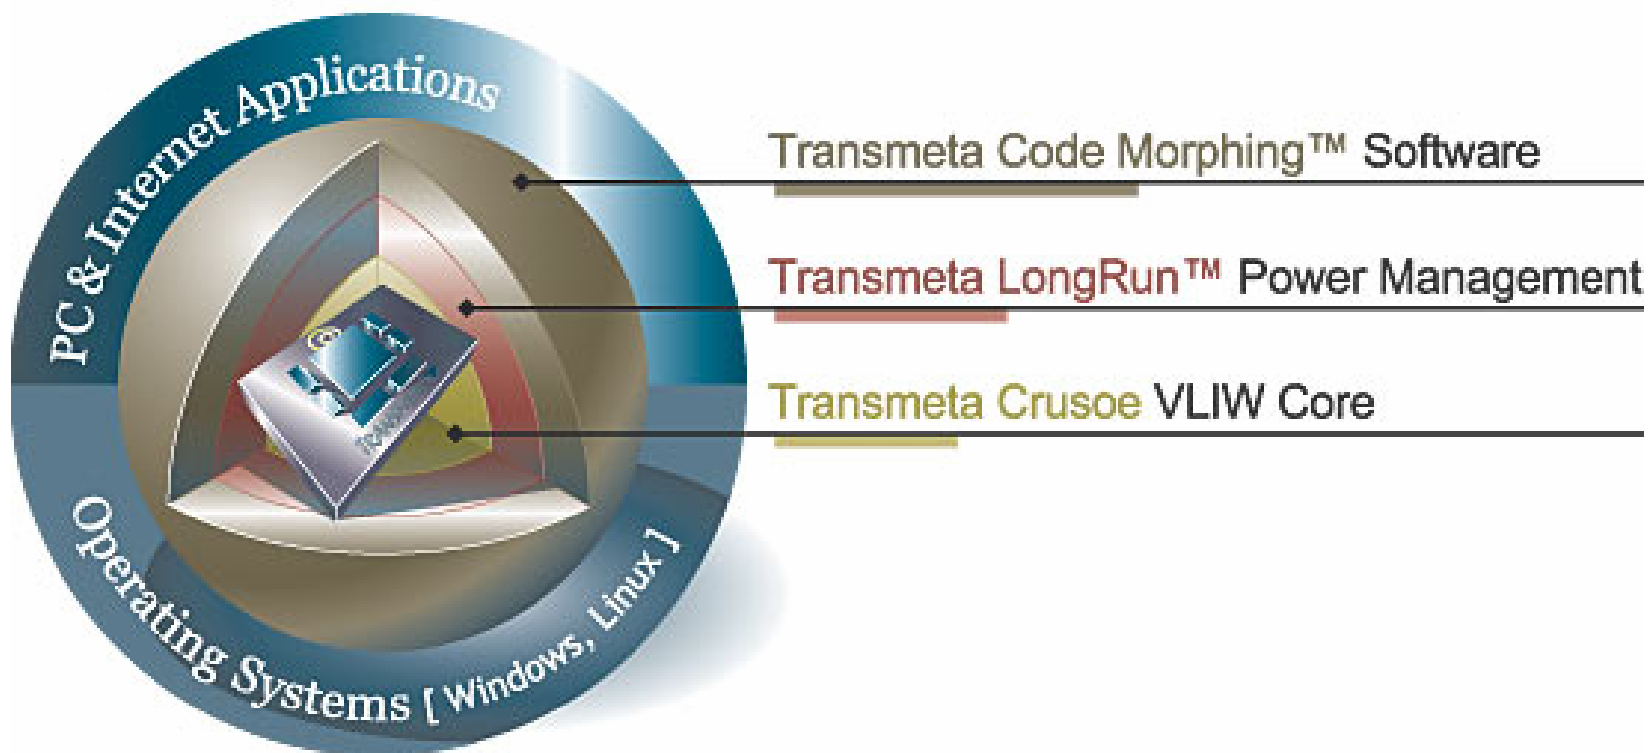 PC & Internet Applications
Transmeta Code Morphing™ Software
Transmeta LongRun™ Power Management
Transmeta Crusoe VLIW Core
Operating Systems [ Windows, Linux ]